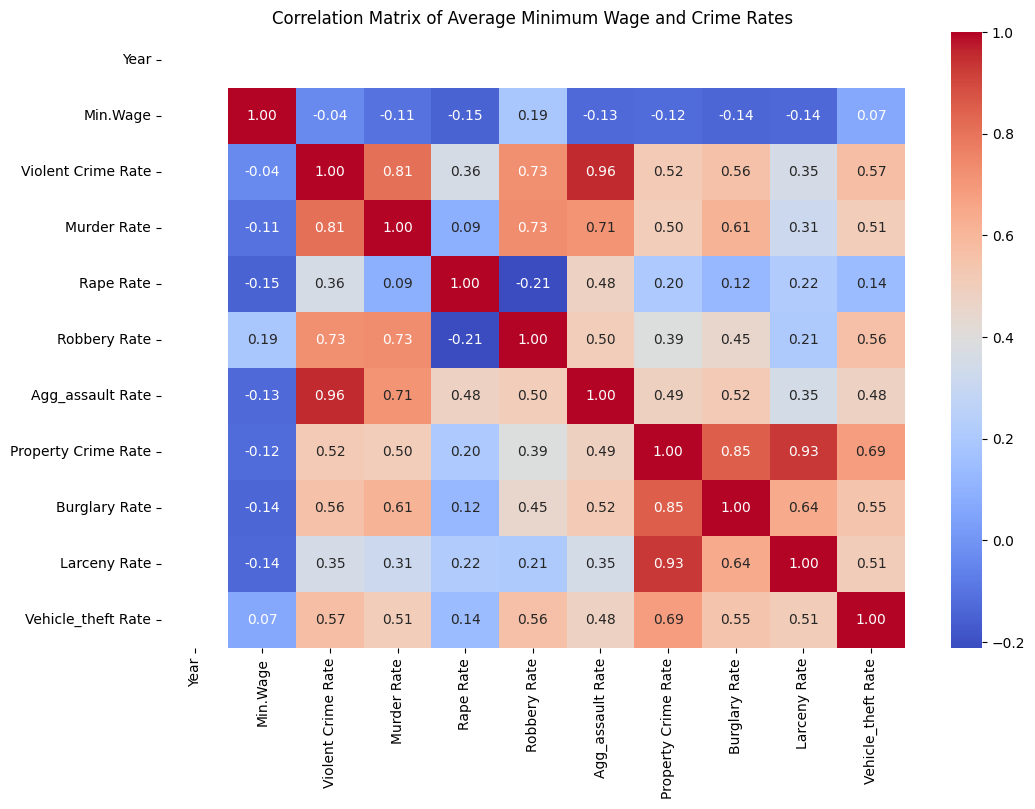 Correlation Matrix of Average Minimum Wage and Crime Rates
Year
Min.Wage 1.00 -0.04 -0.11 -0.15 0.19 -0.13 -0.12 -0.14 -0.14 0.07
Violent Crime Rate -0.04 1.00 0.81 0.36 0.73 0.96 0.52 0.56 0.35 0.57
Murder Rate -0.11 0.81 1.00 0.09 0.73 0.71 0.50 0.61 0.31 0.51
Rape Rate -0.15 0.36 0.09 1.00 -0.21 0.48 0.20 0.12 0.22 0.14
Robbery Rate 0.19 0.73 0.73 -0.21 1.00 0.50 0.39 0.45 0.21 0.56
Agg_assault Rate -0.13 0.96 0.71 0.48 0.50 1.00 0.49 0.52 0.35 0.48
Property Crime Rate -0.12 0.52 0.50 0.20 0.39 0.49 1.00 0.85 0.93 0.69
Burglary Rate -0.14 0.56 0.61 0.12 0.45 0.52 0.85 1.00 0.64 0.55
Larceny Rate -0.14 0.35 0.31 0.22 0.21 0.35 0.93 0.64 1.00 0.51
Vehicle_theft Rate 0.07 0.57 0.51 0.14 0.56 0.48 0.69 0.55 0.51 1.00
Year
Min.Wage
Violent Crime Rate
Murder Rate
Rape Rate
Robbery Rate
Agg_assault Rate
Property Crime Rate
Burglary Rate
Larceny Rate
Vehicle_theft Rate
1.0
0.8
0.6
0.4
0.2
0.0
−0.2